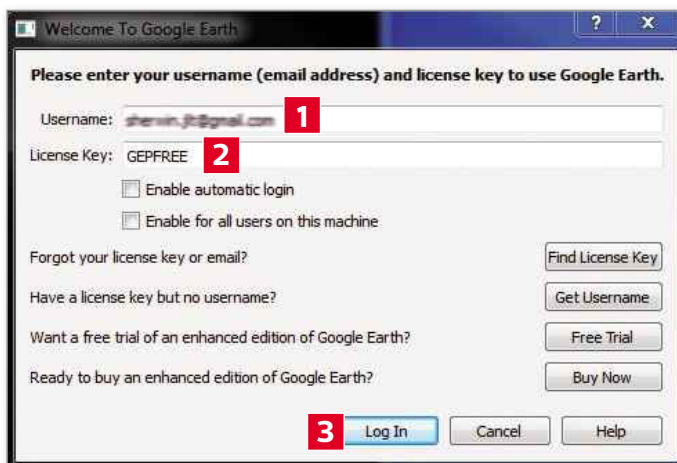 Welcome To Google Earth
Please enter your username (email address) and license key to use Google Earth.
Username: 1
License Key: GEPFREE 2
Enable automatic login
Enable for all users on this machine
Forgot your license key or email? Find License Key
Have a license key but no username? Get Username
Want a free trial of an enhanced edition of Google Earth? Free Trial
Ready to buy an enhanced edition of Google Earth? Buy Now
3 Log In Cancel Help